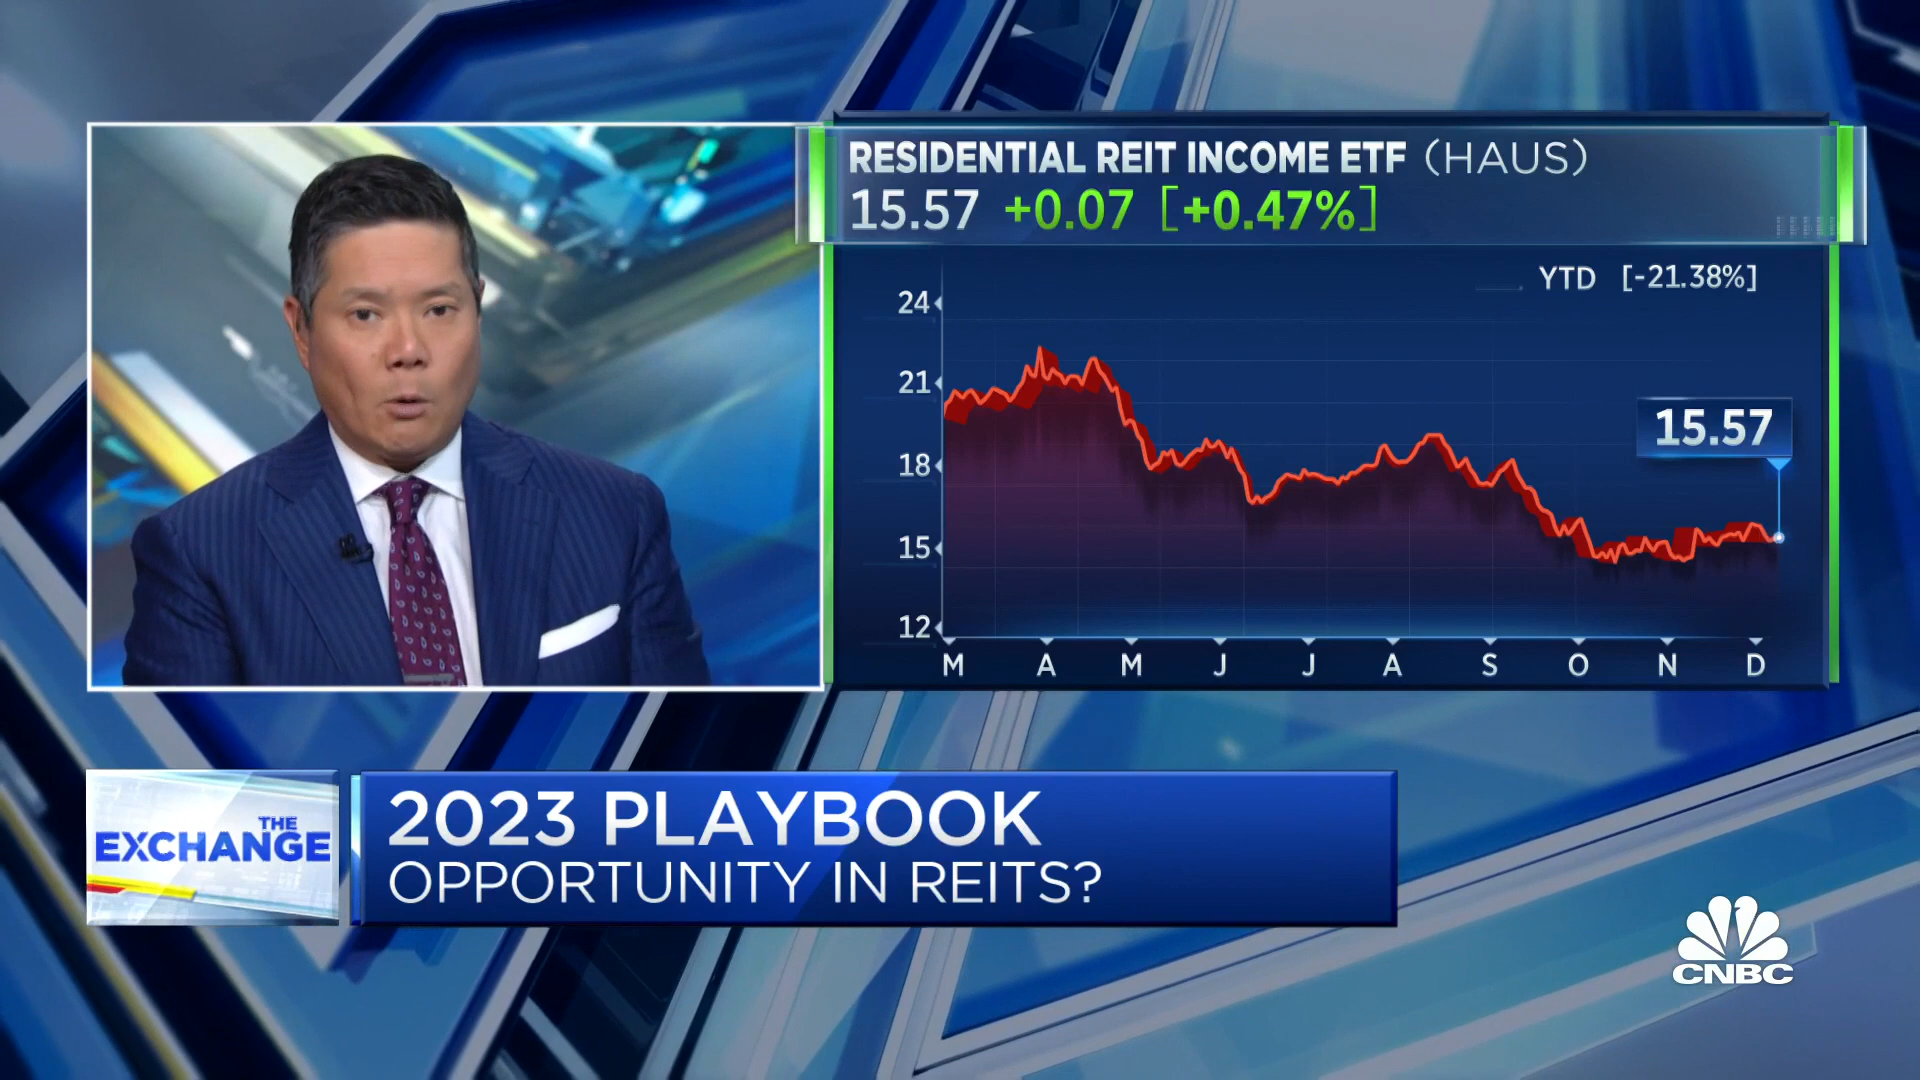 RESIDENTIAL REIT INCOME ETF (HAUS)
15.57 +0.07 [+0.47%]
YTD [-21.38%]
24
21
18
15
12
15.57
M A M J J A S O N D
THE
EXCHANGE
2023 PLAYBOOK
OPPORTUNITY IN REITS?
CNBC